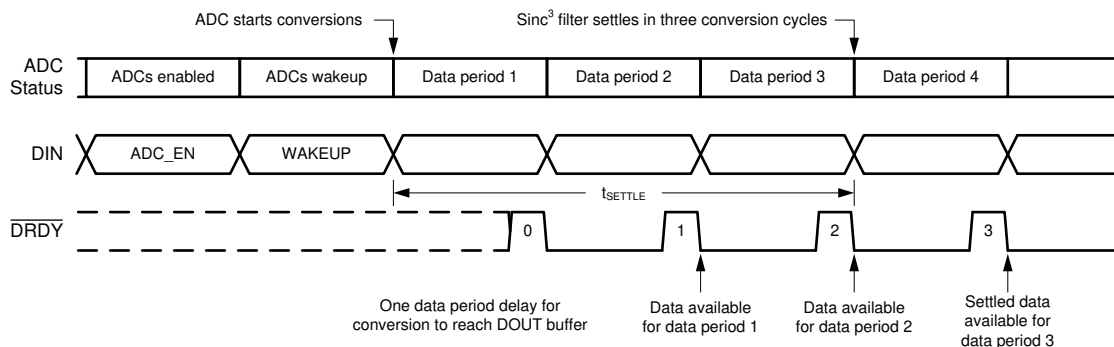 ADC starts conversions
Sinc³ filter settles in three conversion cycles
ADC
Status
ADCs enabled
ADCs wakeup
Data period 1
Data period 2
Data period 3
Data period 4
DIN
ADC_EN
WAKEUP
tSETTLE
DRDY
0
1
2
3
One data period delay for
conversion to reach DOUT buffer
Data available
for data period 1
Data available
for data period 2
Settled data
available for
data period 3